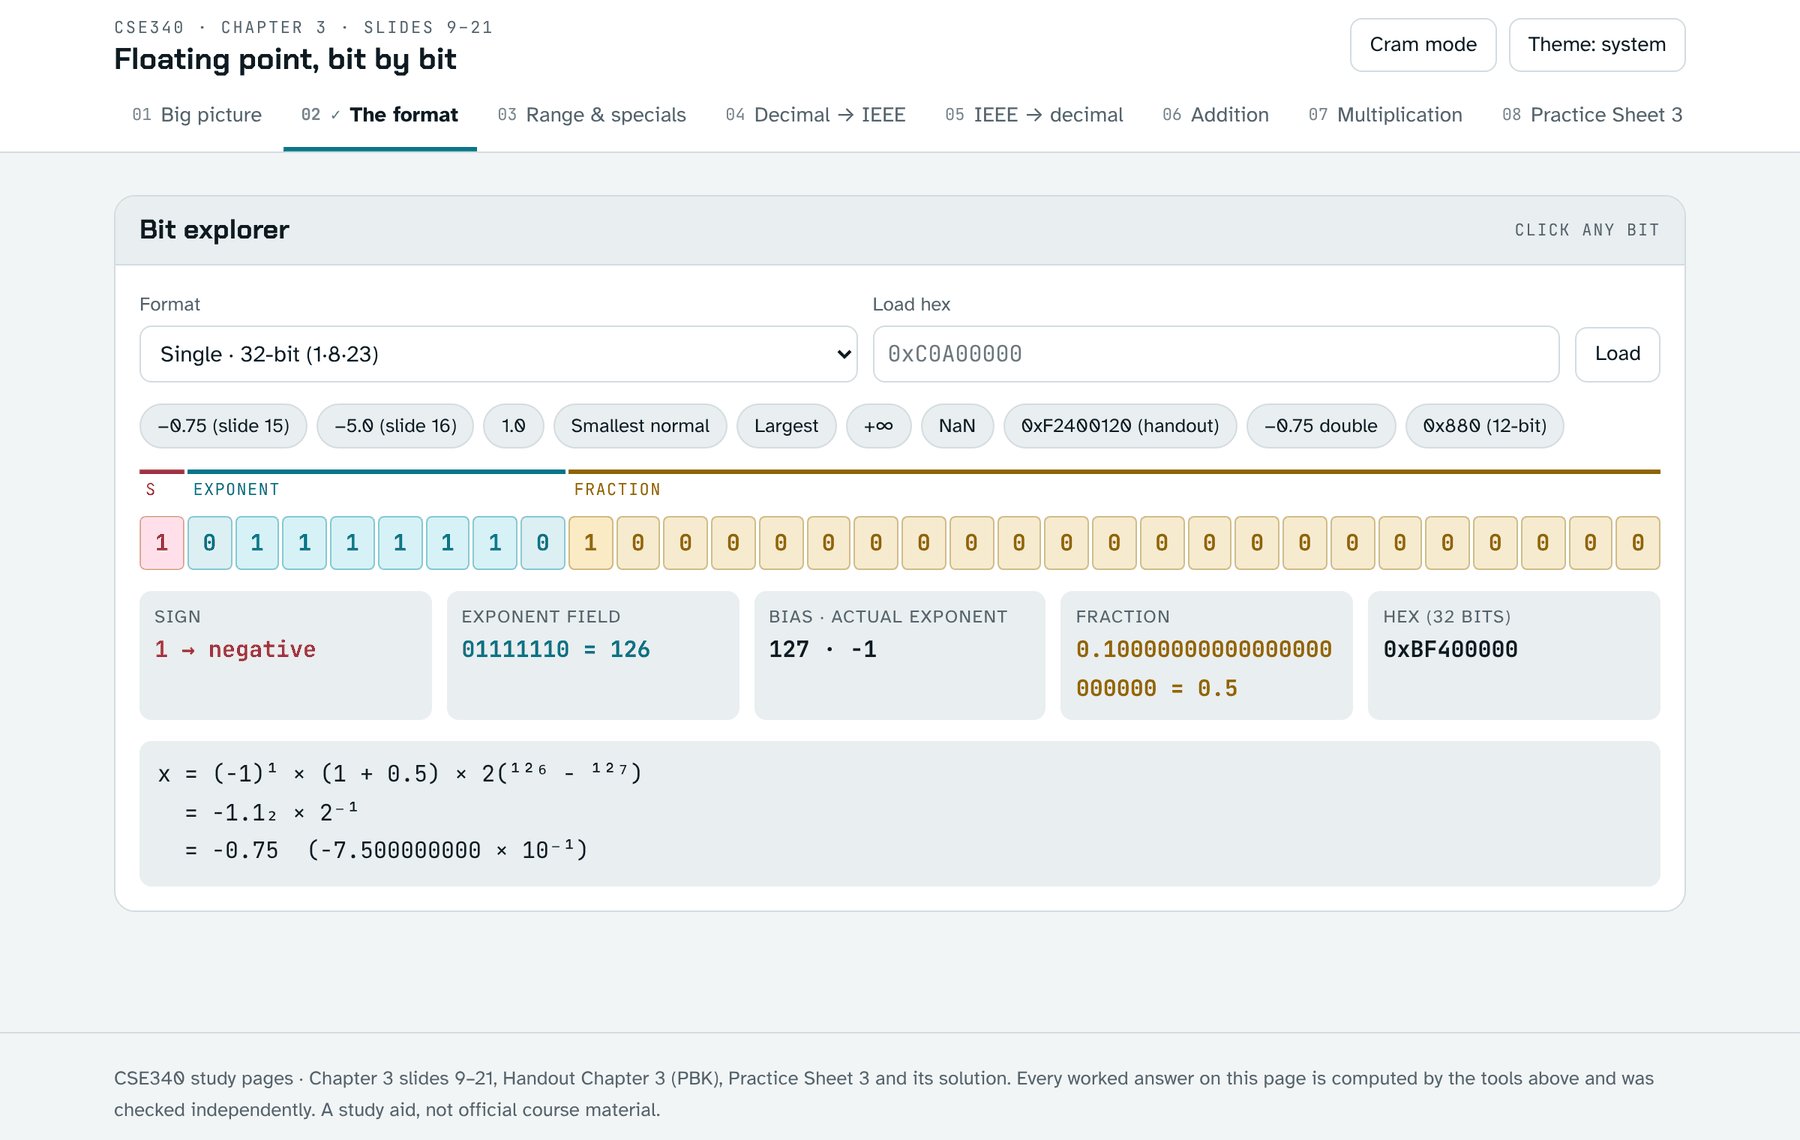 CSE340 · CHAPTER 3 · SLIDES 9–21
Floating point, bit by bit
Cram mode
Theme: system
01 Big picture
02 ✓ The format
03 Range & specials
04 Decimal → IEEE
05 IEEE → decimal
06 Addition
07 Multiplication
08 Practice Sheet 3
Bit explorer
CLICK ANY BIT
Format
Load hex
Single · 32-bit (1·8·23)
0xC0A00000
Load
−0.75 (slide 15)
−5.0 (slide 16)
1.0
Smallest normal
Largest
+∞
NaN
0xF2400120 (handout)
−0.75 double
0x880 (12-bit)
S EXPONENT FRACTION
1 0 1 1 1 1 1 1 0 1 0 0 0 0 0 0 0 0 0 0 0 0 0 0 0 0 0 0 0 0 0 0
SIGN
1 → negative
EXPONENT FIELD
01111110 = 126
BIAS · ACTUAL EXPONENT
127 · -1
FRACTION
0.10000000000000000
000000 = 0.5
HEX (32 BITS)
0xBF400000
x = (-1)¹ × (1 + 0.5) × 2(¹²⁶ - ¹²⁷)
= -1.1₂ × 2⁻¹
= -0.75 (-7.500000000 × 10⁻¹)
CSE340 study pages · Chapter 3 slides 9–21, Handout Chapter 3 (PBK), Practice Sheet 3 and its solution. Every worked answer on this page is computed by the tools above and was
checked independently. A study aid, not official course material.